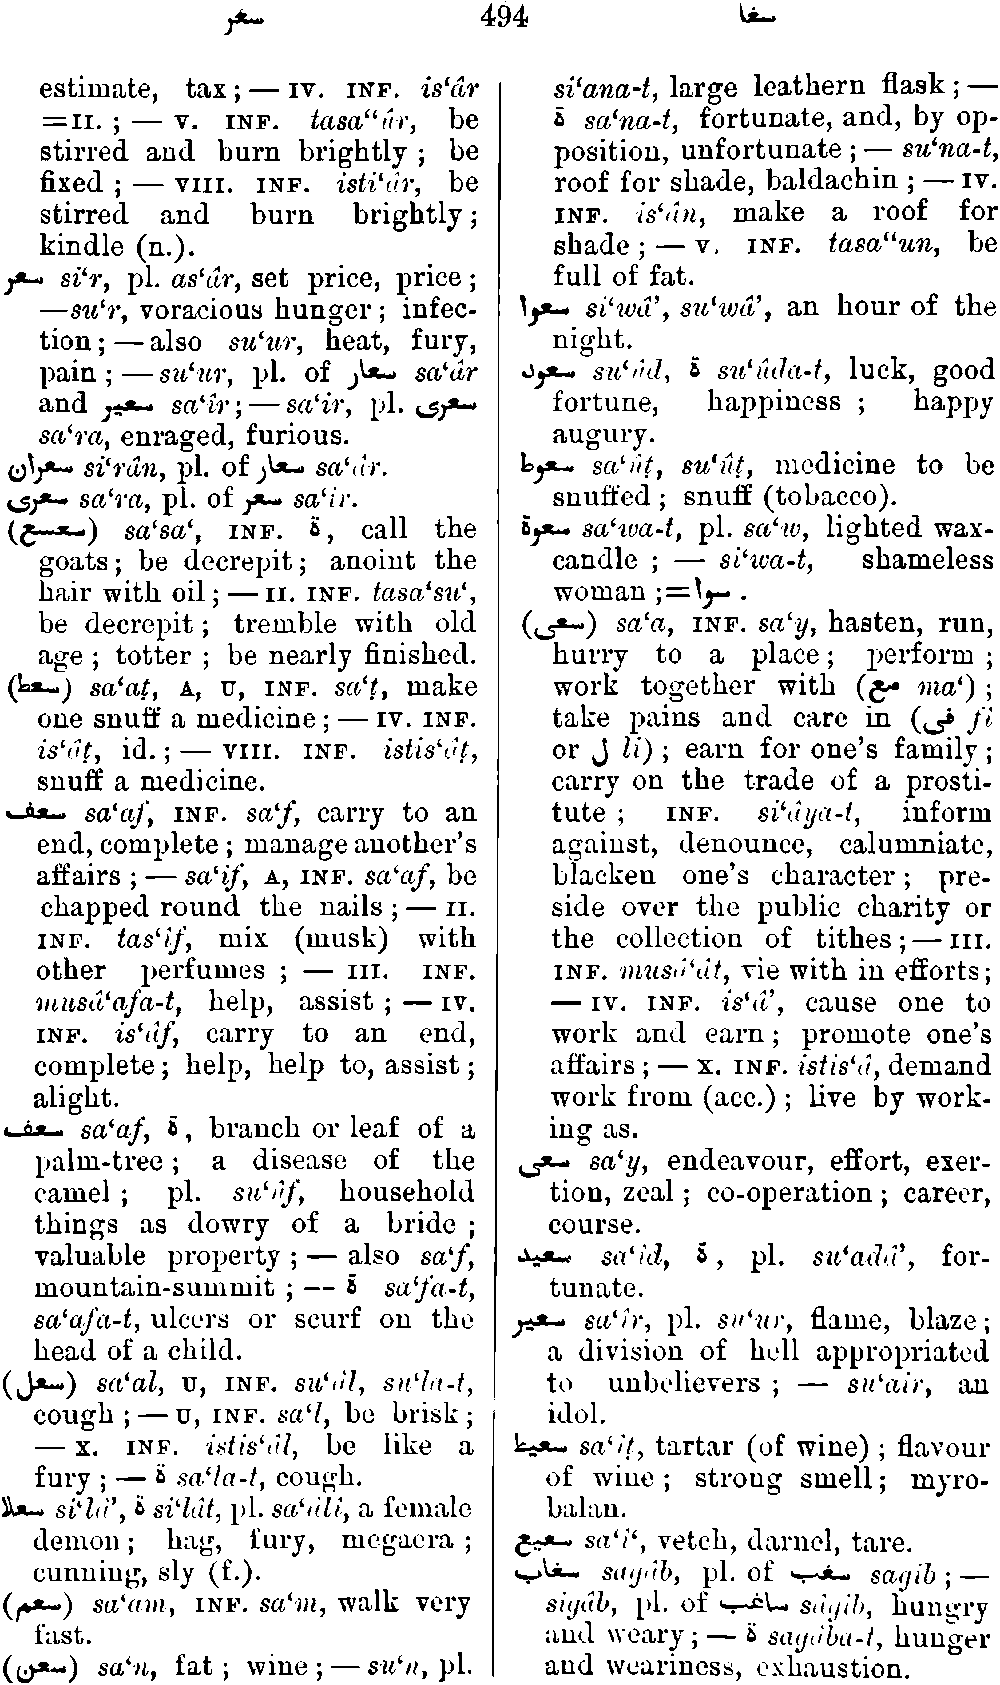 سعر 494 سغا
estimate, tax; — IV. INF. is‘âr
=II.; — V. INF. tasa‘‘ûr, be
stirred and burn brightly; be
fixed; — VIII. INF. isti‘âr, be
stirred and burn brightly;
kindle (n.).
سعر si‘r, pl. as‘âr, set price, price;
—su‘r, voracious hunger; infec-
tion; — also su‘ur, heat, fury,
pain; — su‘ur, pl. of سعار sa‘âr
and سعير sa‘îr; — sa‘ir, pl. سعرى
sa‘ra, enraged, furious.
سعران si‘rân, pl. of سعار sa‘âr.
سعرى sa‘ra, pl. of سعر sa‘ir.
(سعسع) sa‘sa‘, INF. ة, call the
goats; be decrepit; anoint the
hair with oil; — II. INF. tasa‘su‘,
be decrepit; tremble with old
age; totter; be nearly finished.
(سعط) sa‘aṭ, A, U, INF. sa‘ṭ, make
one snuff a medicine; — IV. INF.
is‘âṭ, id.; — VIII. INF. istis‘âṭ,
snuff a medicine.
سعف sa‘af, INF. sa‘f, carry to an
end, complete; manage another's
affairs; — sa‘if, A, INF. sa‘af, be
chapped round the nails; — II.
INF. tas‘îf, mix (musk) with
other perfumes; — III. INF.
musâ‘afa-t, help, assist; — IV.
INF. is‘âf, carry to an end,
complete; help, help to, assist;
alight.
سعف sa‘af, ة, branch or leaf of a
palm-tree; a disease of the
camel; pl. su‘ûf, household
things as dowry of a bride;
valuable property; — also sa‘f,
mountain-summit; — ة sa‘fa-t,
sa‘afa-t, ulcers or scurf on the
head of a child.
(سعل) sa‘al, U, INF. su‘âl, su‘la-t,
cough; — U, INF. sa‘l, be brisk;
— X. INF. istis‘âl, be like a
fury; — ة sa‘la-t, cough.
سعلا si‘lâ’, ة si‘lât, pl. sa‘âlî, a female
demon; hag, fury, megaera;
cunning, sly (f.).
(سعم) sa‘am, INF. sa‘m, walk very
fast.
(سعن) sa‘n, fat; wine; — su‘n, pl.
si‘ana-t, large leathern flask; —
ة sa‘na-t, fortunate, and, by op-
position, unfortunate; — su‘na-t,
roof for shade, baldachin; — IV.
INF. is‘ân, make a roof for
shade; — V. INF. tasa‘‘un, be
full of fat.
سعوا si‘wâ’, su‘wâ’, an hour of the
night.
سعود su‘ûd, ة su‘ûda-t, luck, good
fortune, happiness; happy
augury.
سعوط sa‘ûṭ, su‘ûṭ, medicine to be
snuffed; snuff (tobacco).
سعوة sa‘wa-t, pl. sa‘w, lighted wax-
candle; — si‘wa-t, shameless
woman;=سوا.
(سعى) sa‘a, INF. sa‘y, hasten, run,
hurry to a place; perform;
work together with (مع ma‘);
take pains and care in (فى fî
or ل li); earn for one's family;
carry on the trade of a prosti-
tute; INF. si‘âya-t, inform
against, denounce, calumniate,
blacken one's character; pre-
side over the public charity or
the collection of tithes; — III.
INF. musâ‘ât, vie with in efforts;
— IV. INF. is‘â’, cause one to
work and earn; promote one's
affairs; — X. INF. istis‘â, demand
work from (acc.); live by work-
ing as.
سعى sa‘y, endeavour, effort, exer-
tion, zeal; co-operation; career,
course.
سعيد sa‘îd, ة, pl. su‘adâ’, for-
tunate.
سعير sa‘îr, pl. su‘ur, flame, blaze;
a division of hell appropriated
to unbelievers; — su‘air, an
idol.
سعيط sa‘îṭ, tartar (of wine); flavour
of wine; strong smell; myro-
balan.
سعيع sa‘î‘, vetch, darnel, tare.
سغاب sagâb, pl. of سغب sagib; —
sigâb, pl. of ساغب sâgib, hungry
and weary; — ة sagâba-t, hunger
and weariness, exhaustion.